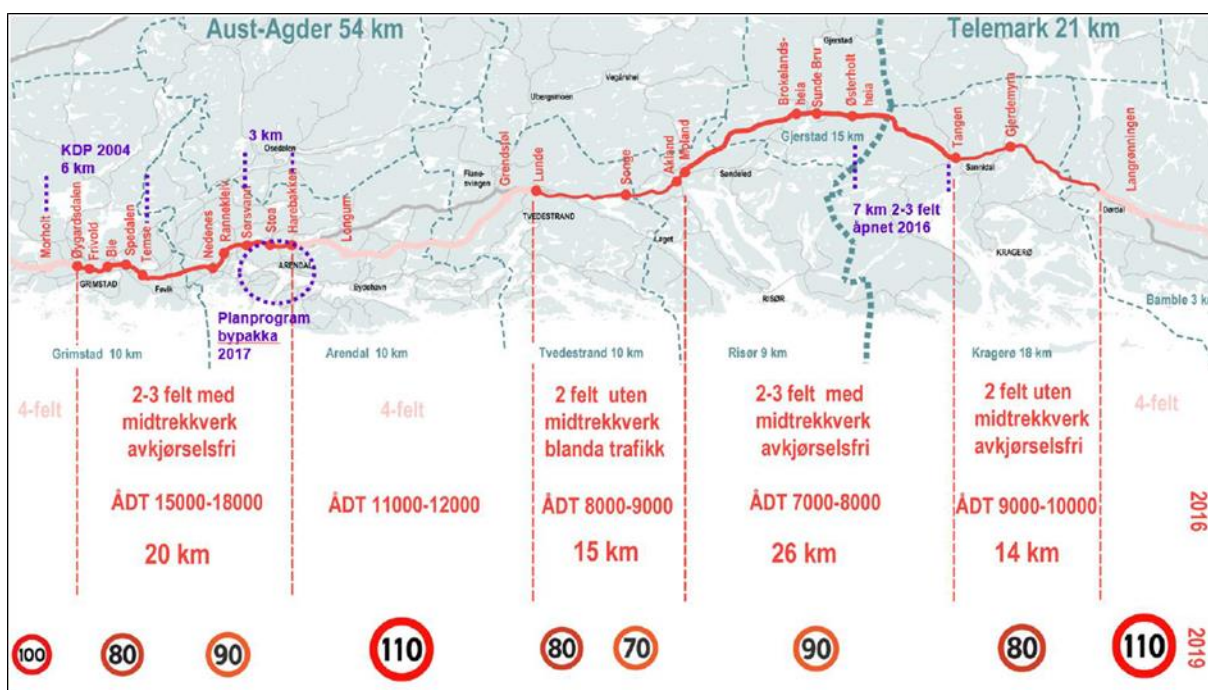 Aust-Agder 54 km
Telemark 21 km
KDP 2004
6 km
3 km
Osedalen
Vegårshei
Ubergsmoen
Gjerstad
Brokelands-
heia
Sunde Bru
Østerholt
heia
Gjerstad 15 km
Morholt
Øygardsdalen
Frivold
Bie
Spedalen
Temse
Nedenes
Rannekleiv
Sørsvann
Stoa
Harebakken
Longum
Grendsjøl
Lunde
Songe
Akland
Moland
Tangen
Gjerdemyra
Langrønningen
Fiane-
svingen
TVEDESTRAND
Laget
Søndeled
Sannidal
Dørdal
7 km 2-3 felt
åpnet 2016
GRIMSTAD
Fevik
ARENDAL
Eydehavn
RISØR
KRAGERØ
Bamble 3 k
Planprogram
bypakka
2017
Grimstad 10 km
Arendal 10 km
Tvedestrand 10 km
Risør 9 km
Kragerø 18 km
4-felt
2-3 felt med
midtrekkverk
avkjørselsfri
4-felt
2 felt uten
midtrekkverk
blanda trafikk
2-3 felt med
midtrekkverk
avkjørselsfri
2 felt uten
midtrekkverk
avkjørselsfri
4-felt
ÅDT 15000-18000
ÅDT 11000-12000
ÅDT 8000-9000
ÅDT 7000-8000
ÅDT 9000-10000
2016
20 km
15 km
26 km
14 km
100
80
90
110
80
70
90
80
110
2019